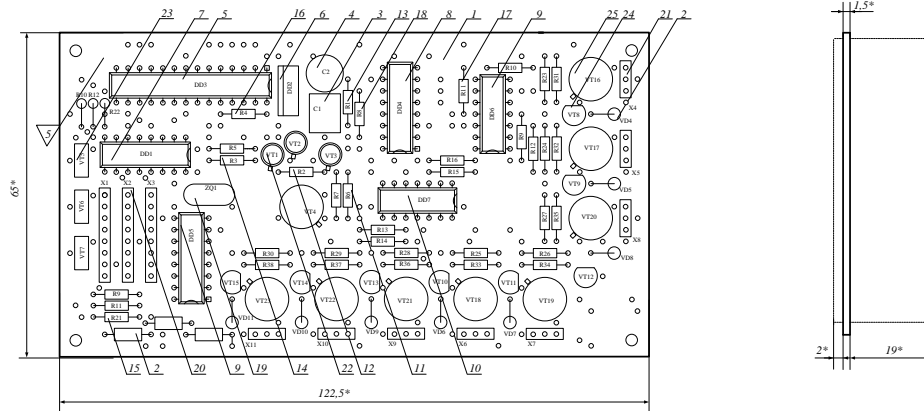 23 7 5 16 6 4 3 13 18 8 1 17 9 25 24 21 2
1,5*
DD3 DD2 C2 C1 R1 R8 DD4 R11 DD6 R10 R23 R31 VT16 X4
R10 R12 R22 R4 VT8 VD4
5
R5 R3 VT1 VT2 VT3 R9 R12 R24 R32 VT17
DD1 R2 R16 R15 X5
X1 X2 X3 ZQ1 R7 R6 VT9 VD5
65*
VT6 VT4 DD7 R27 R35 VT20
DD5 R13 R14 X8
VT7 R30 R38 R29 R37 R28 R36 R25 R33 R26 R34 VD8
VT15 VT14 VT13 VT10 VT11 VT12
R9 R11 R21 VT22 VT21 VT18 VT19
VD11 VD10 VD9 VD6 VD7
X11 X10 X9 X6 X7
15 2 20 9 19 14 22 12 11 10
2* 19*
122,5*